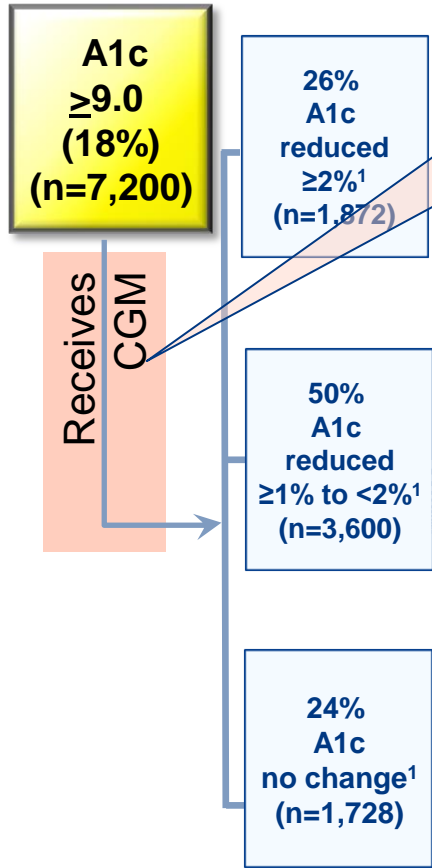 A1c
≥9.0
(18%)
(n=7,200)
Receives
CGM
26%
A1c
reduced
≥2%¹
(n=1,872)
50%
A1c
reduced
≥1% to <2%¹
(n=3,600)
24%
A1c
no change¹
(n=1,728)